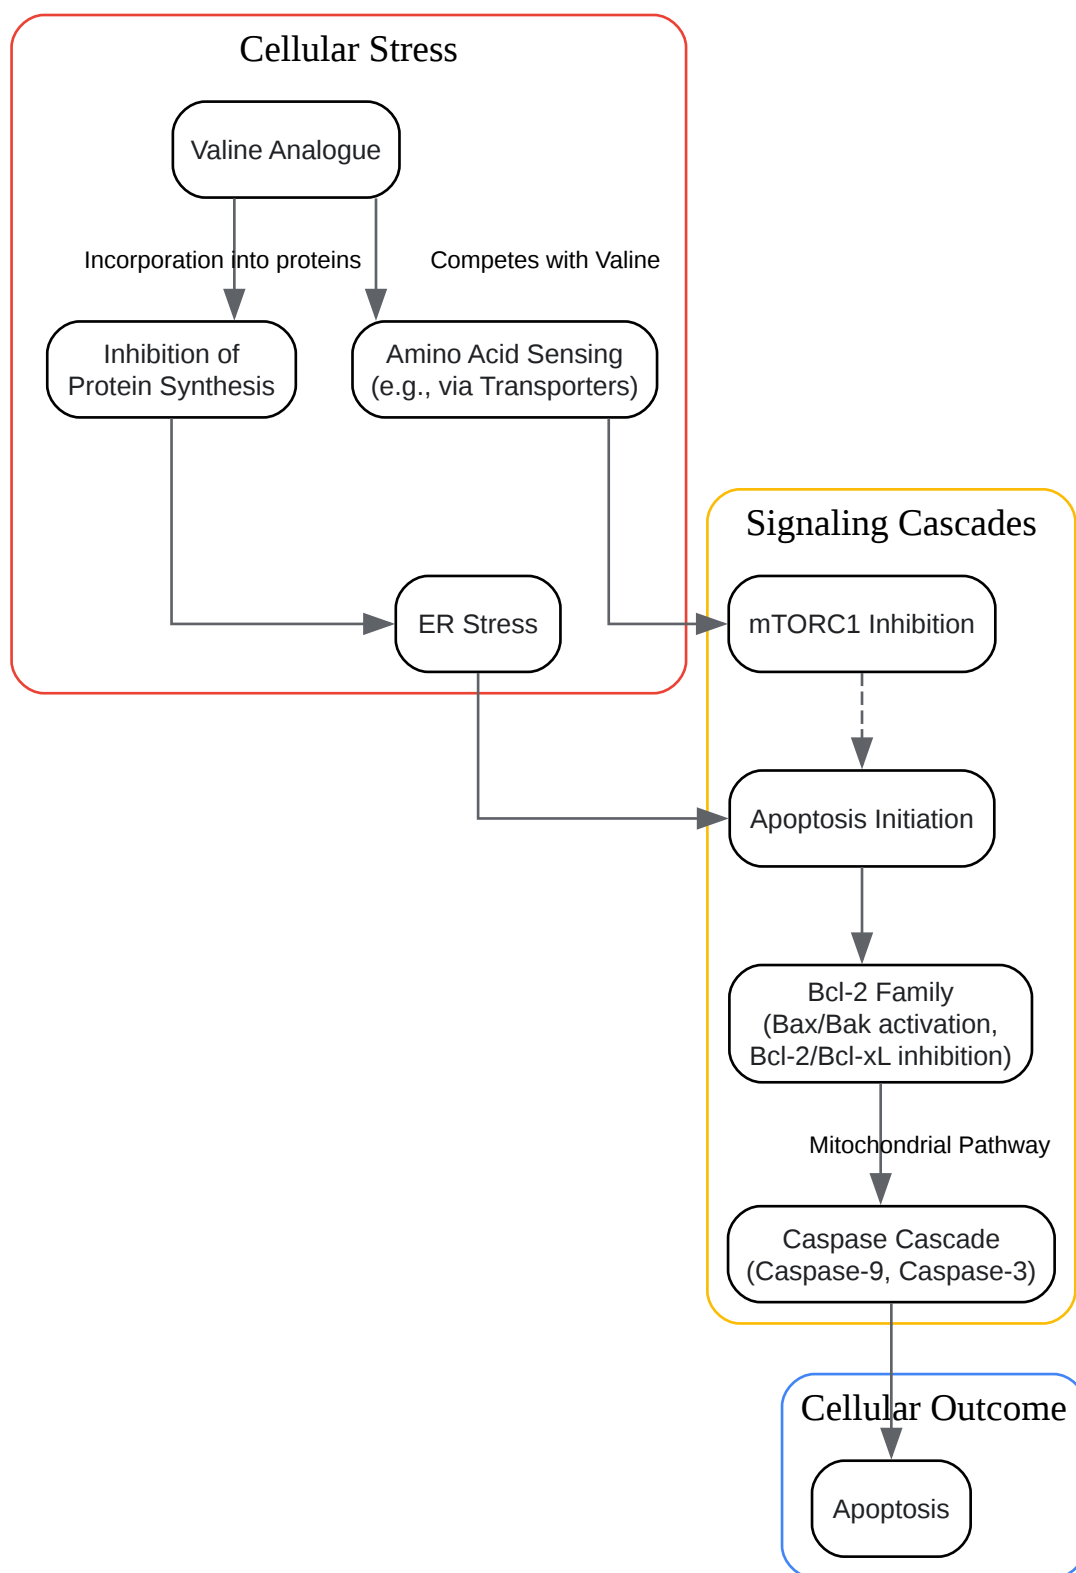 Cellular Stress
Valine Analogue
Incorporation into proteins
Competes with Valine
Inhibition of
Protein Synthesis
Amino Acid Sensing
(e.g., via Transporters)
ER Stress
Signaling Cascades
mTORC1 Inhibition
Apoptosis Initiation
Bcl-2 Family
(Bax/Bak activation,
Bcl-2/Bcl-xL inhibition)
Mitochondrial Pathway
Caspase Cascade
(Caspase-9, Caspase-3)
Cellular Outcome
Apoptosis